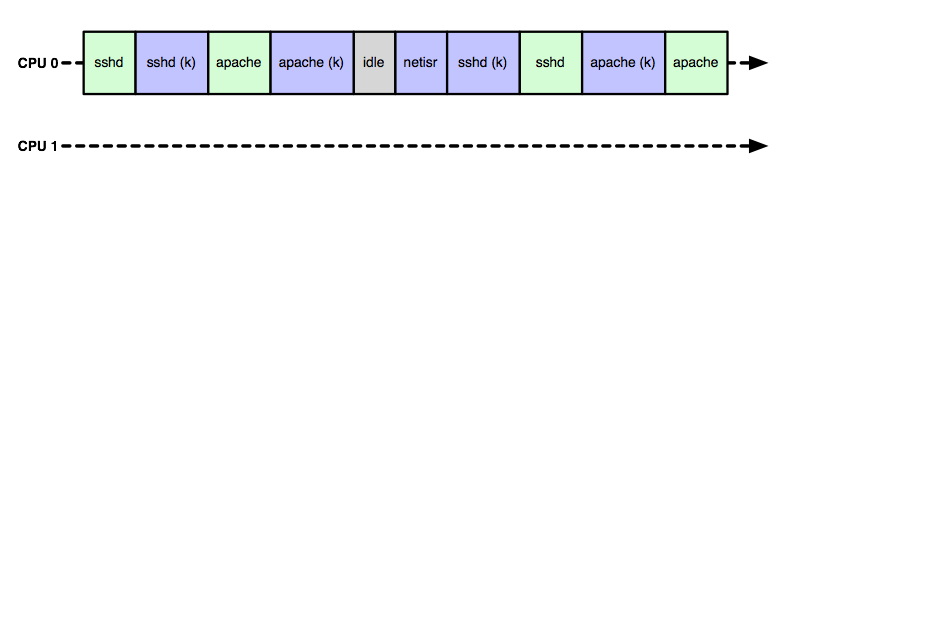 CPU 0 sshd sshd (k) apache apache (k) idle netisr sshd (k) sshd apache (k) apache
CPU 1